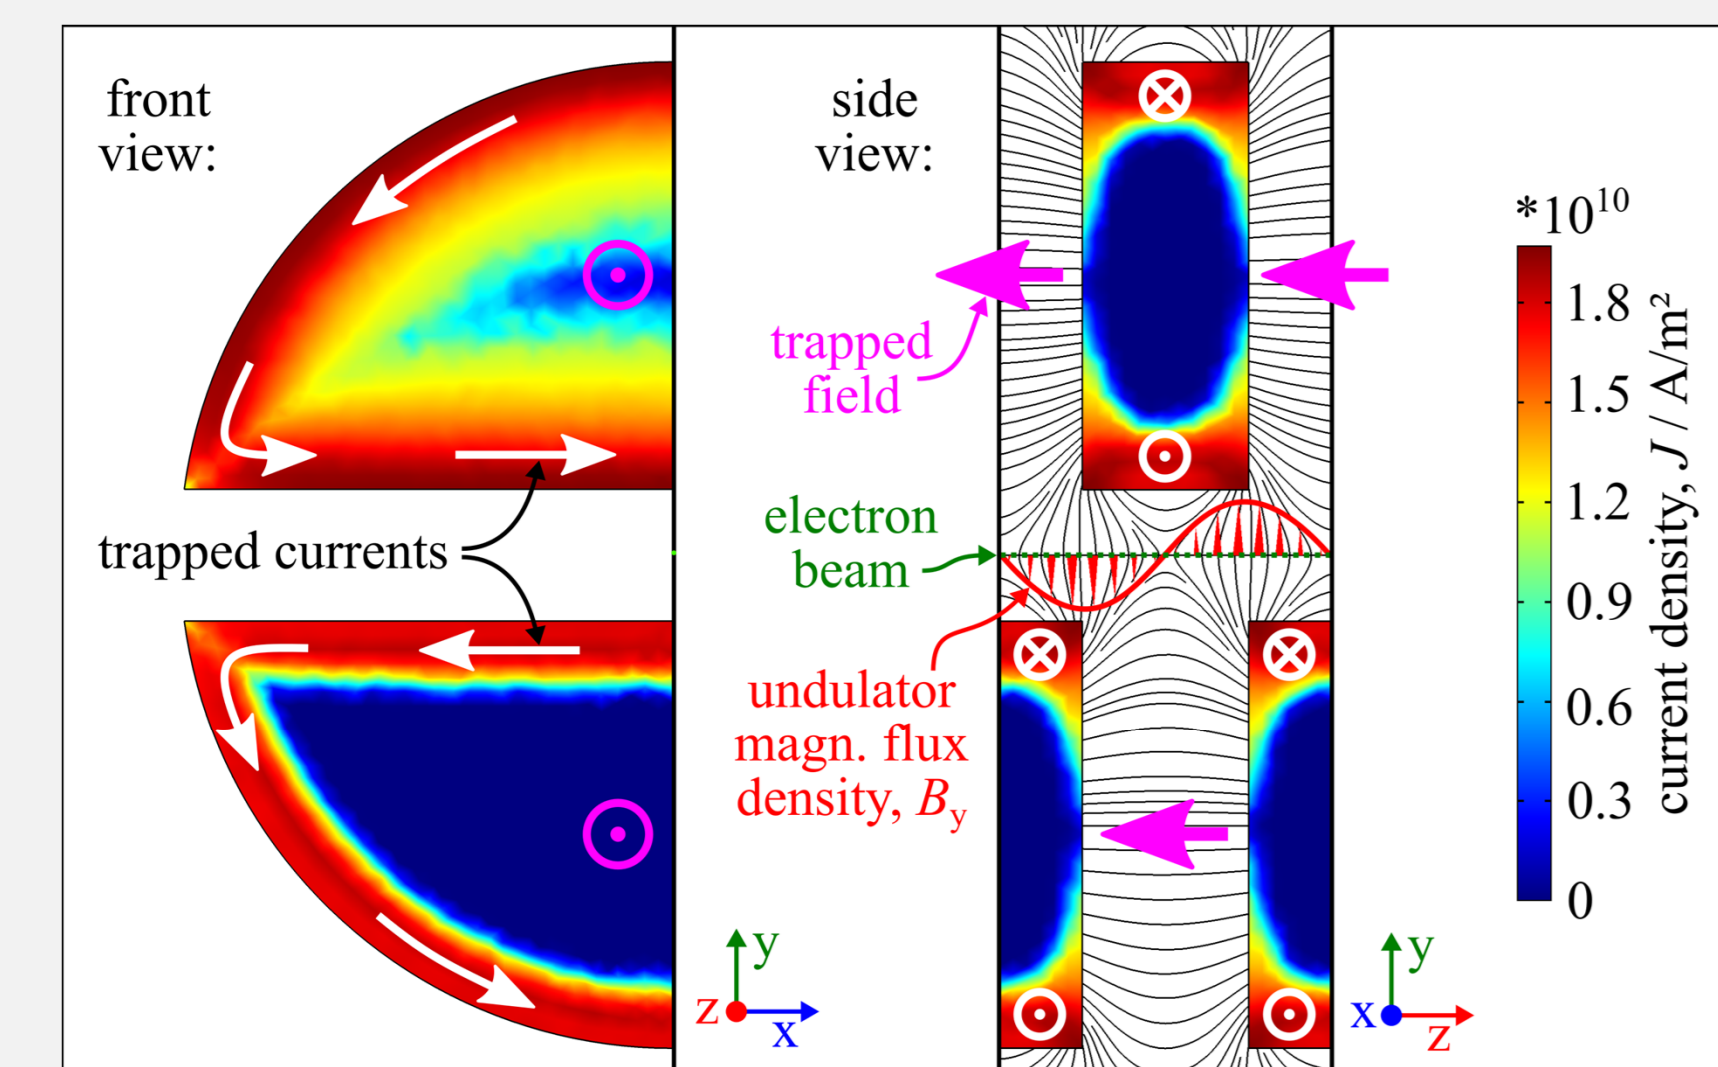 front
view:
side
view:
*10¹⁰
trapped
field
electron
beam
trapped currents
undulator
magn. flux
density, Bᵧ
1.8
1.5
1.2
0.9
0.6
0.3
0
current density, J / A/m²
y
z
x
y
x
z